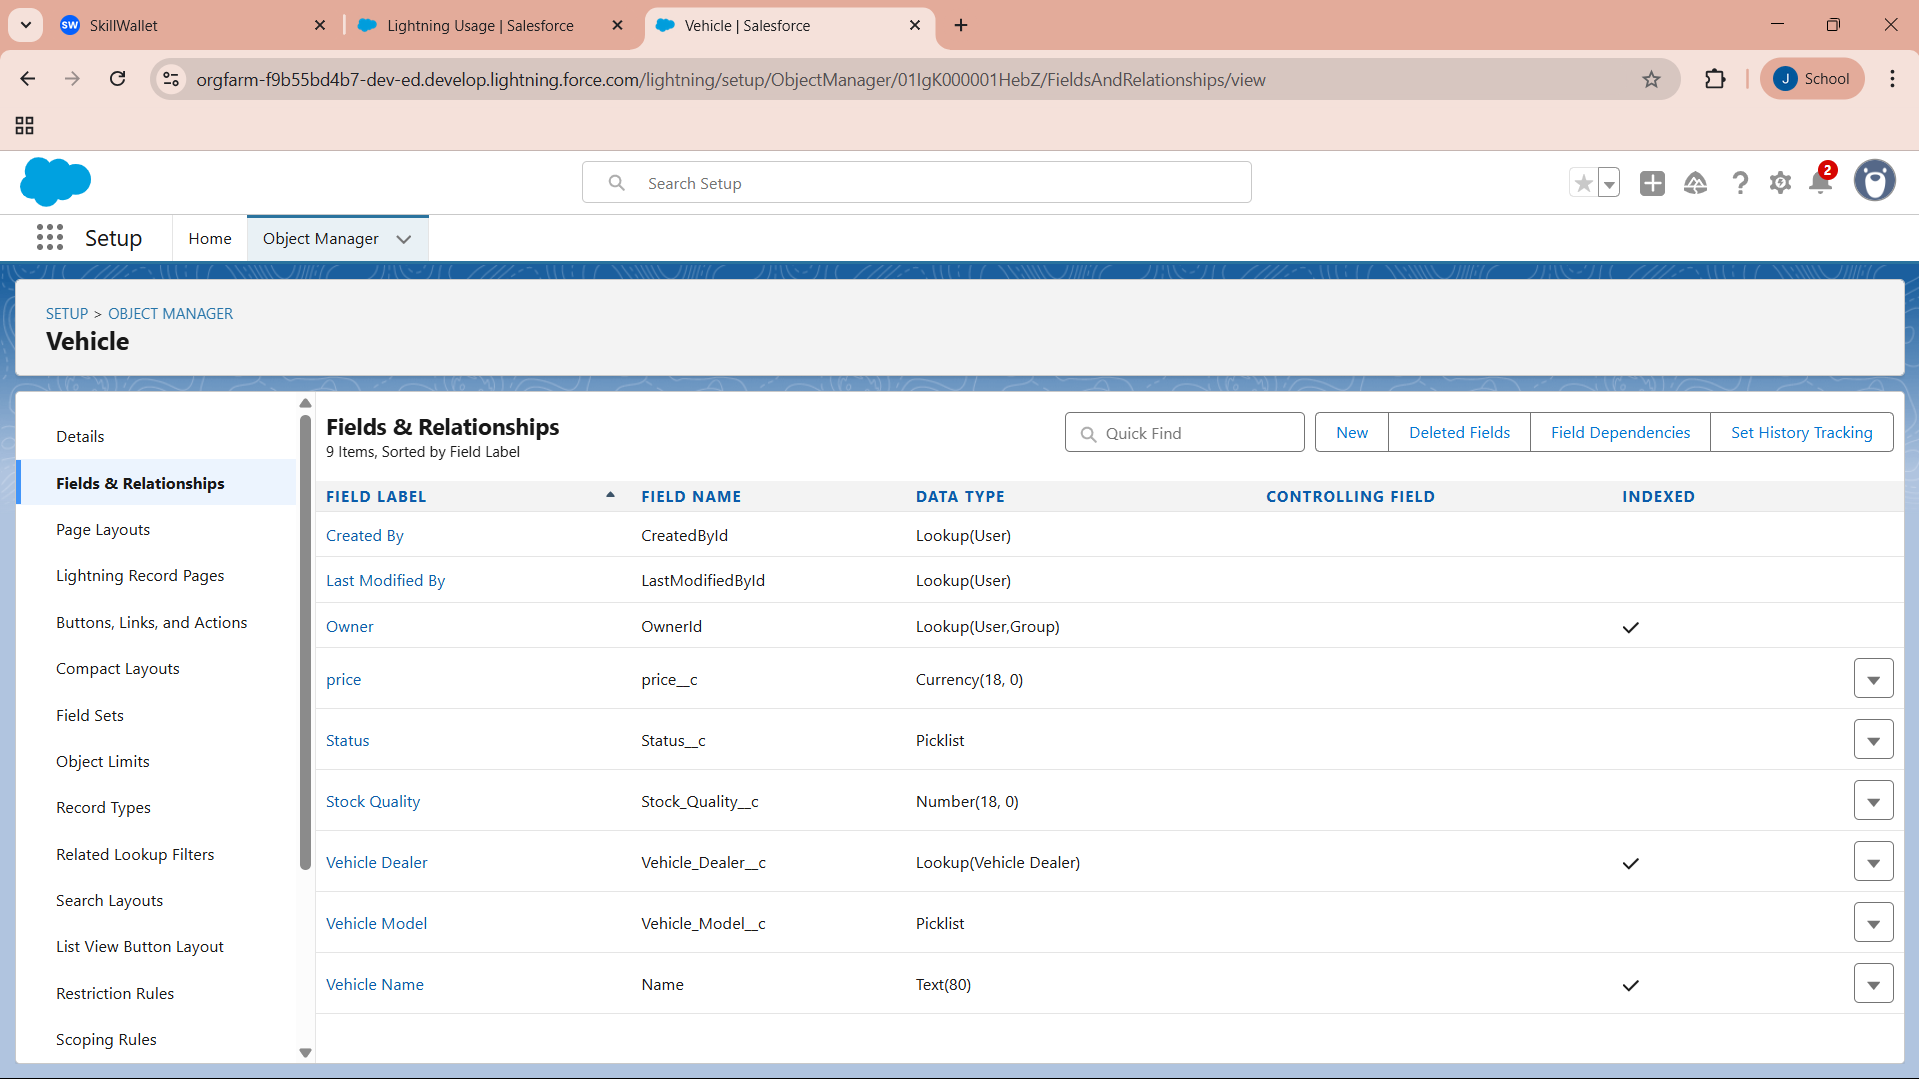 SW SkillWallet
Lightning Usage | Salesforce
Vehicle | Salesforce
orgfarm-f9b55bd4b7-dev-ed.develop.lightning.force.com/lightning/setup/ObjectManager/01IgK000001HebZ/FieldsAndRelationships/view
J School
Search Setup
2
Setup
Home
Object Manager
SETUP > OBJECT MANAGER
Vehicle
Details
Fields & Relationships
Page Layouts
Lightning Record Pages
Buttons, Links, and Actions
Compact Layouts
Field Sets
Object Limits
Record Types
Related Lookup Filters
Search Layouts
List View Button Layout
Restriction Rules
Scoping Rules
Fields & Relationships
9 Items, Sorted by Field Label
Quick Find
New
Deleted Fields
Field Dependencies
Set History Tracking
FIELD LABEL FIELD NAME DATA TYPE CONTROLLING FIELD INDEXED
Created By CreatedById Lookup(User)
Last Modified By LastModifiedById Lookup(User)
Owner OwnerId Lookup(User,Group)
price price__c Currency(18, 0)
Status Status__c Picklist
Stock Quality Stock_Quality__c Number(18, 0)
Vehicle Dealer Vehicle_Dealer__c Lookup(Vehicle Dealer)
Vehicle Model Vehicle_Model__c Picklist
Vehicle Name Name Text(80)